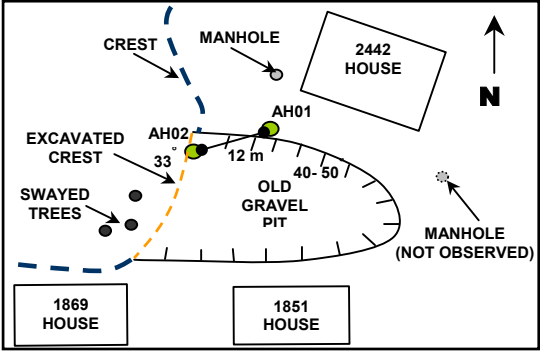 CREST
MANHOLE
2442
HOUSE
N
AH01
AH02
EXCAVATED
CREST
33°
12 m
40- 50
SWAYED
TREES
OLD
GRAVEL
PIT
MANHOLE
(NOT OBSERVED)
1869
HOUSE
1851
HOUSE